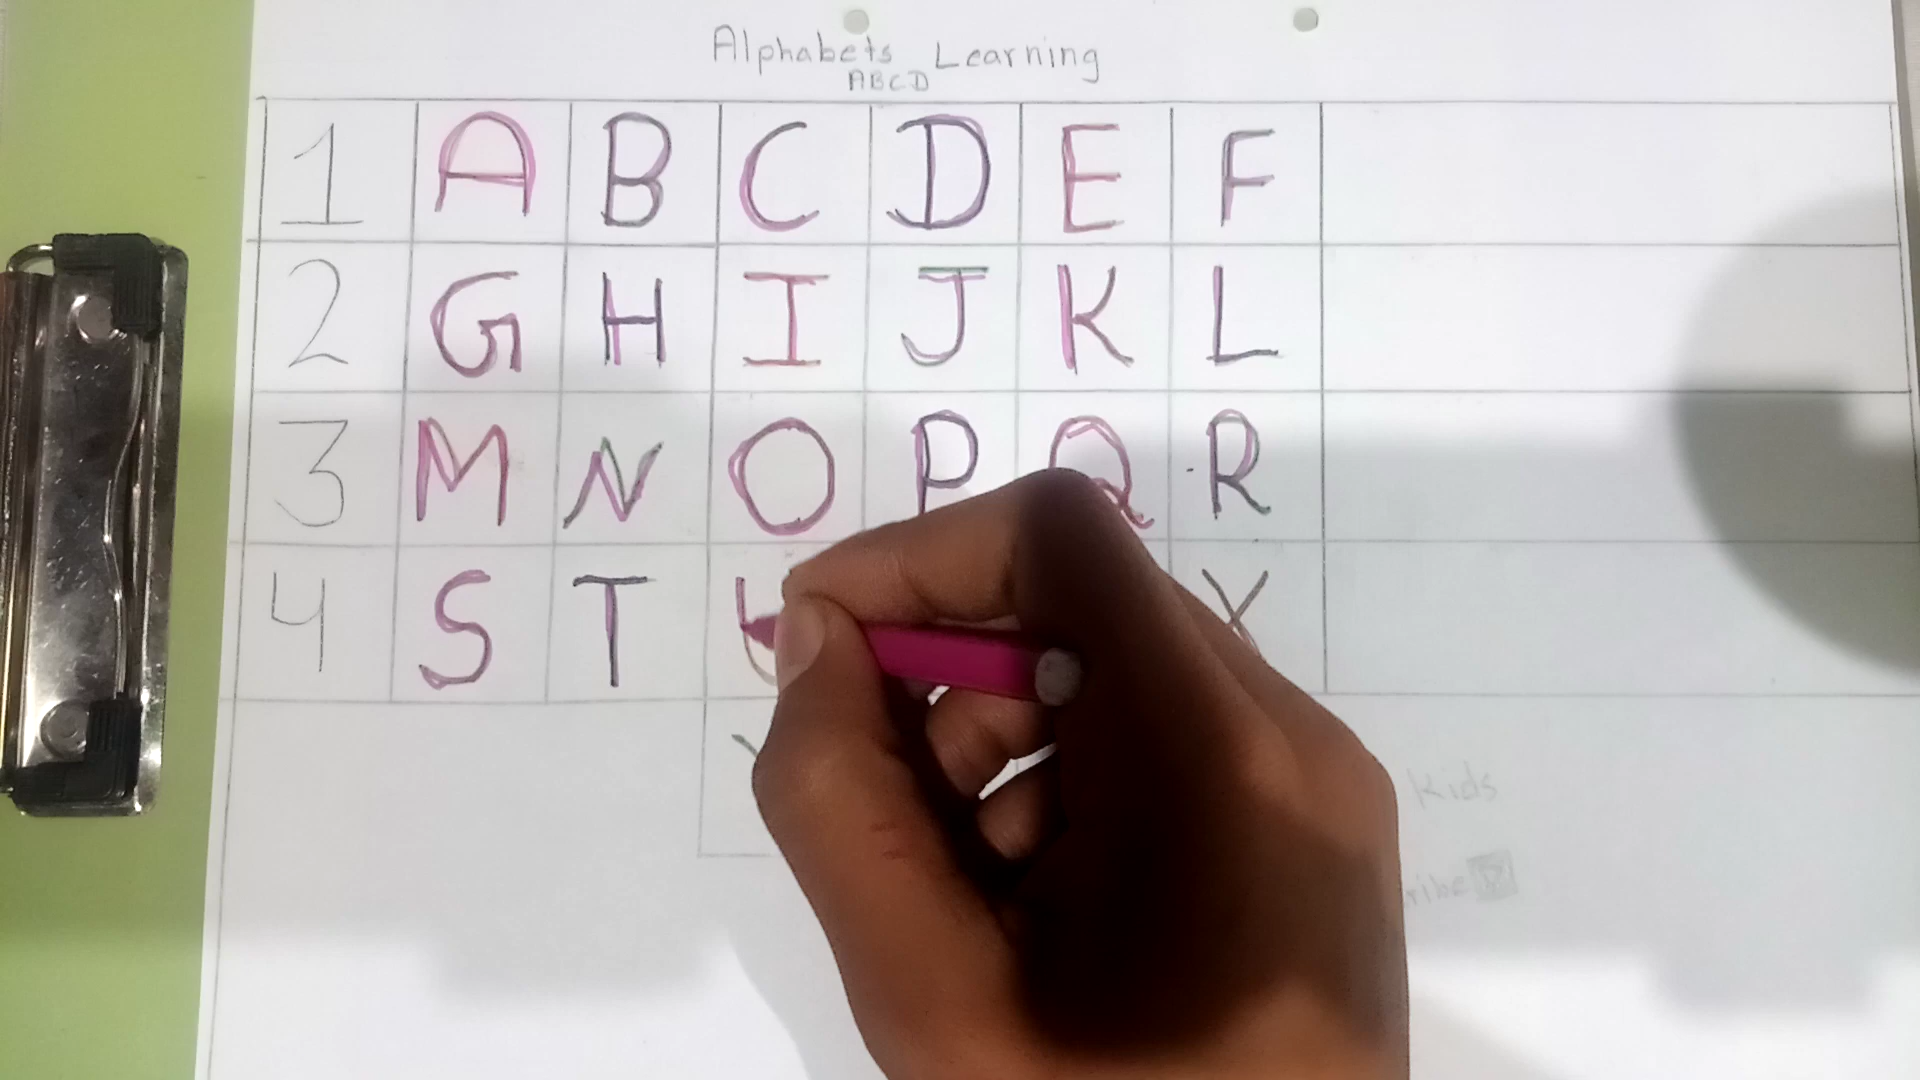 Alphabets Learning
ABCD
1 A B C D E F
2 G H I J K L
3 M N O P Q R
4 S T U X
Kids